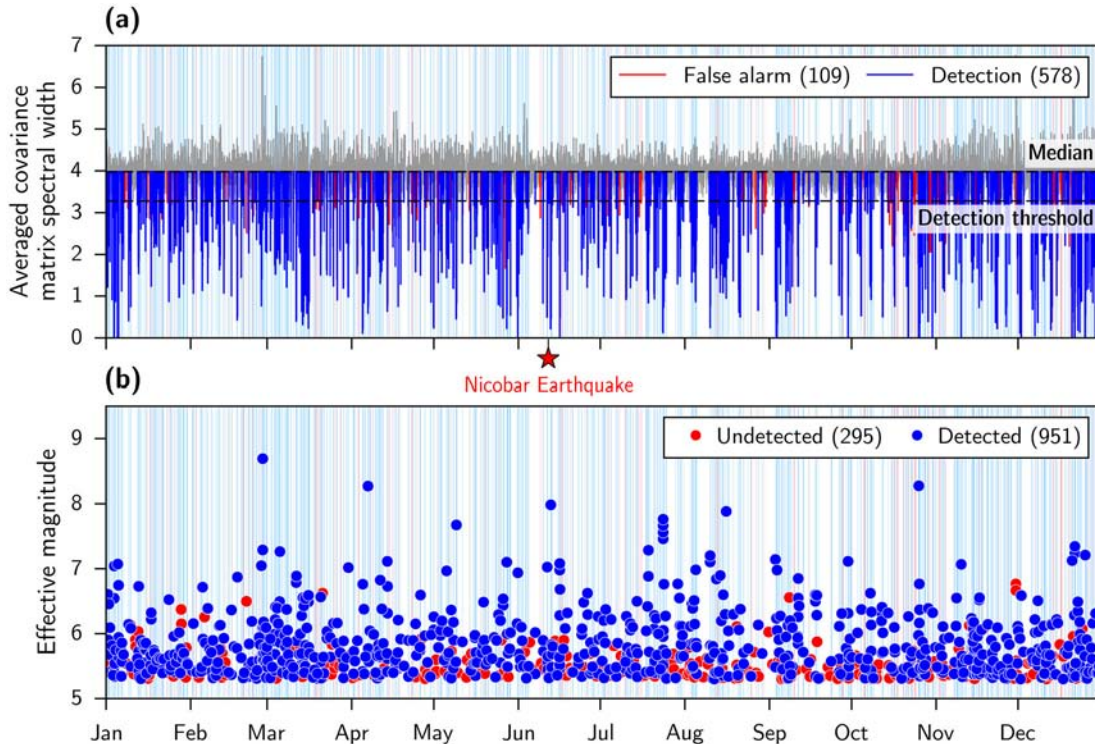 (a)
7
6
5
4
3
2
1
0
Averaged covariance
matrix spectral width
False alarm (109)
Detection (578)
Median
Detection threshold
Nicobar Earthquake
(b)
9
8
7
6
5
Effective magnitude
Undetected (295)
Detected (951)
Jan Feb Mar Apr May Jun Jul Aug Sep Oct Nov Dec